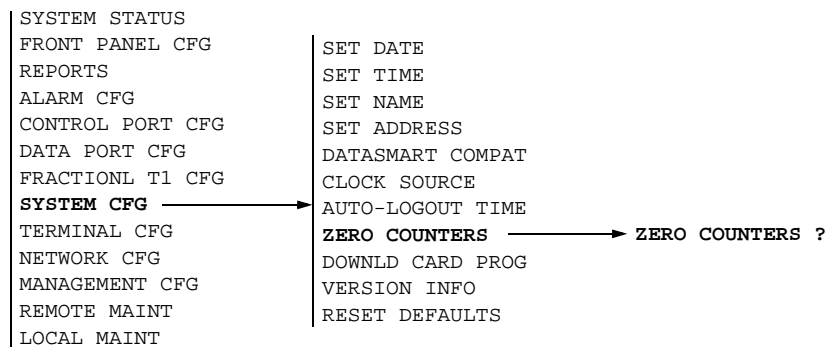 SYSTEM STATUS
FRONT PANEL CFG
REPORTS
ALARM CFG
CONTROL PORT CFG
DATA PORT CFG
FRACTIONL T1 CFG
SYSTEM CFG
TERMINAL CFG
NETWORK CFG
MANAGEMENT CFG
REMOTE MAINT
LOCAL MAINT
SET DATE
SET TIME
SET NAME
SET ADDRESS
DATASMART COMPAT
CLOCK SOURCE
AUTO-LOGOUT TIME
ZERO COUNTERS
DOWNLD CARD PROG
VERSION INFO
RESET DEFAULTS
ZERO COUNTERS ?